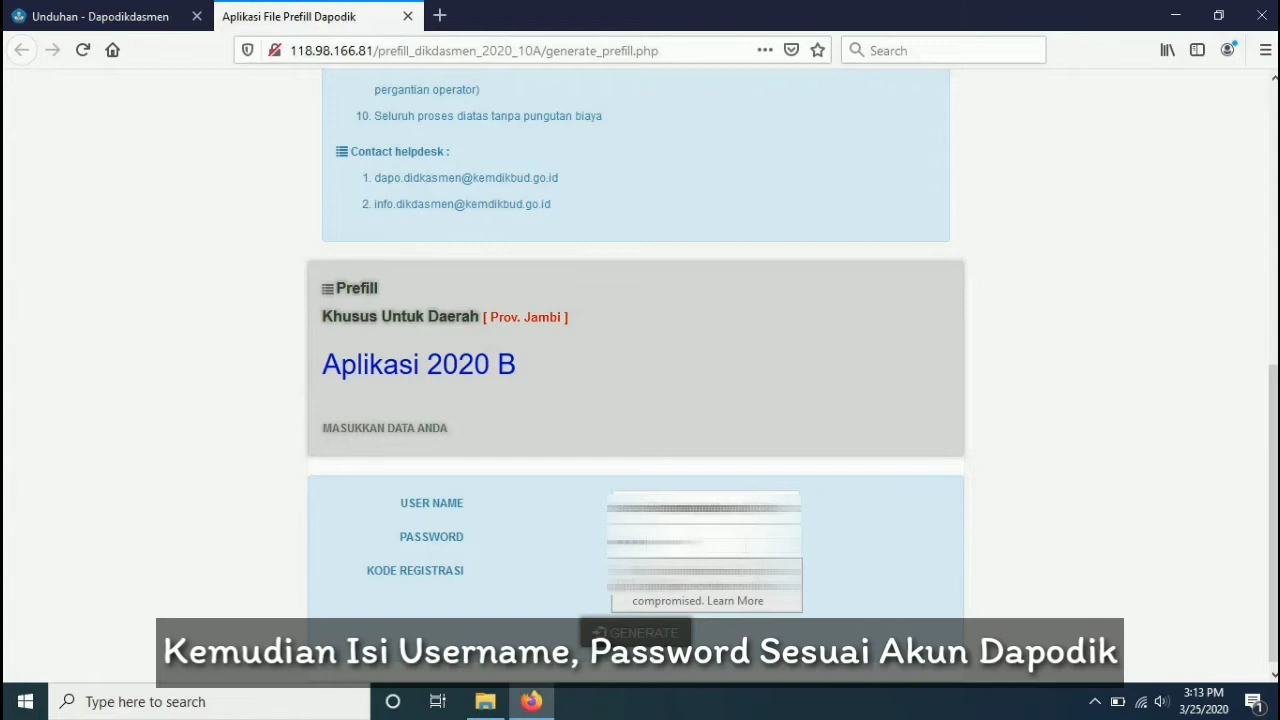 Unduhan - Dapodikdasmen
Aplikasi File Prefill Dapodik
118.98.166.81/prefill_dikdasmen_2020_10A/generate_prefill.php
Search
pergantian operator)
10. Seluruh proses diatas tanpa pungutan biaya
Contact helpdesk :
1. dapo.didkasmen@kemdikbud.go.id
2. info.dikdasmen@kemdikbud.go.id
Prefill
Khusus Untuk Daerah [ Prov. Jambi ]
Aplikasi 2020 B
MASUKKAN DATA ANDA
USER NAME
PASSWORD
KODE REGISTRASI
compromised. Learn More
GENERATE
Kemudian Isi Username, Password Sesuai Akun Dapodik
Type here to search
3:13 PM
3/25/2020
1